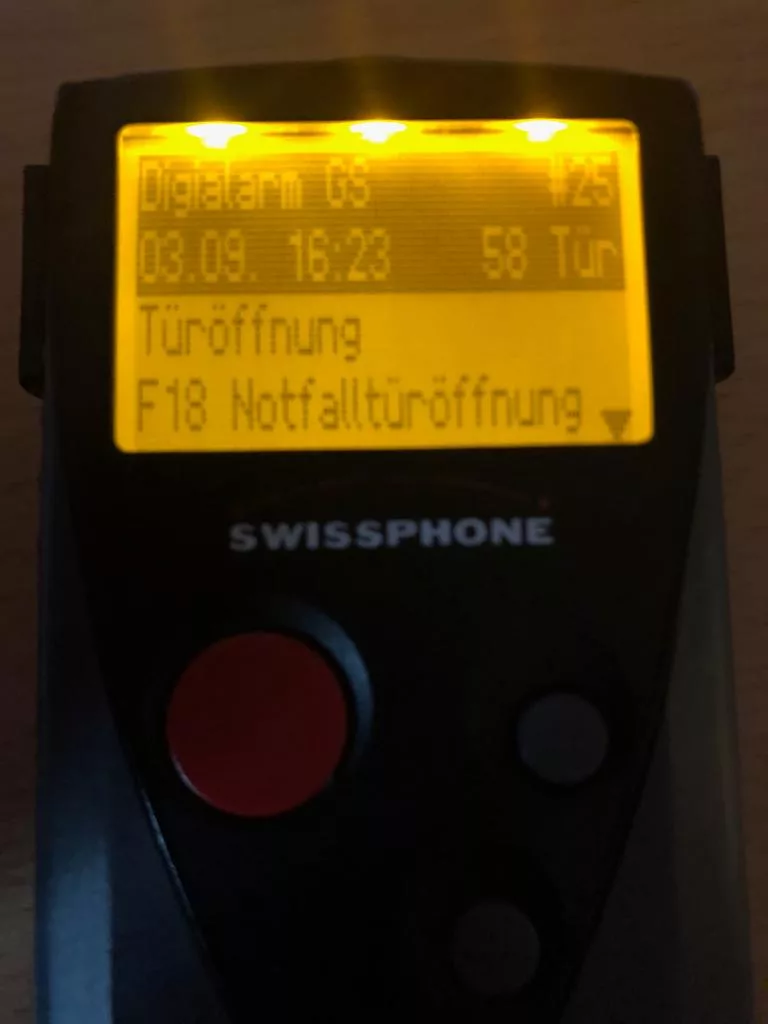 Digialarm GS #25
03.09. 16:23 58 Tür
Türöffnung
F18 Notfalltüröffnung
SWISSPHONE